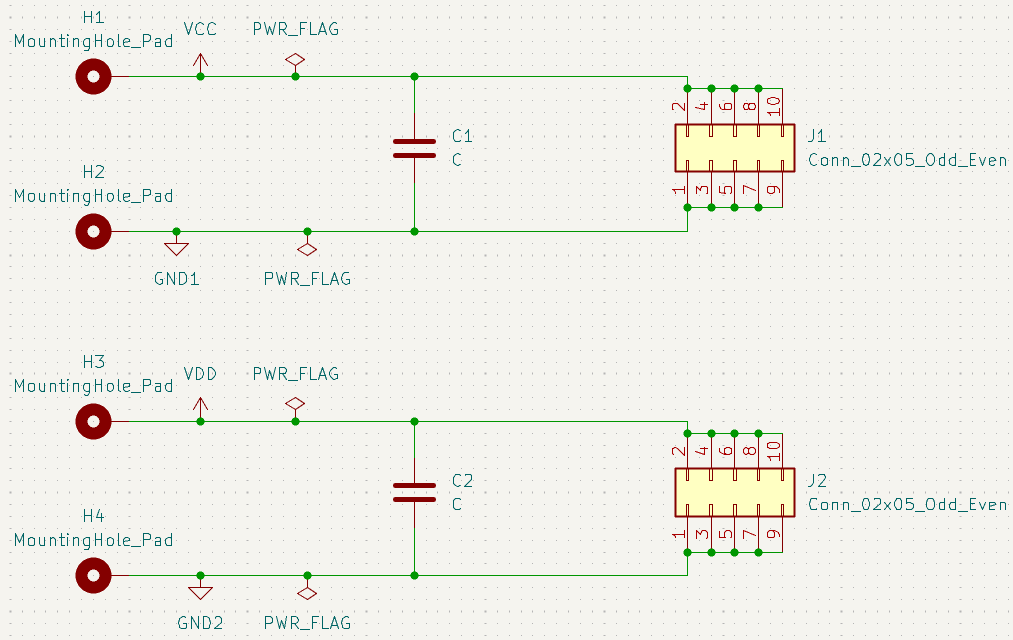 H1
MountingHole_Pad
VCC
PWR_FLAG
2
4
6
8
10
C1
C
J1
Conn_02x05_Odd_Even
1
3
5
7
9
H2
MountingHole_Pad
GND1
PWR_FLAG
H3
MountingHole_Pad
VDD
PWR_FLAG
2
4
6
8
10
C2
C
J2
Conn_02x05_Odd_Even
1
3
5
7
9
H4
MountingHole_Pad
GND2
PWR_FLAG